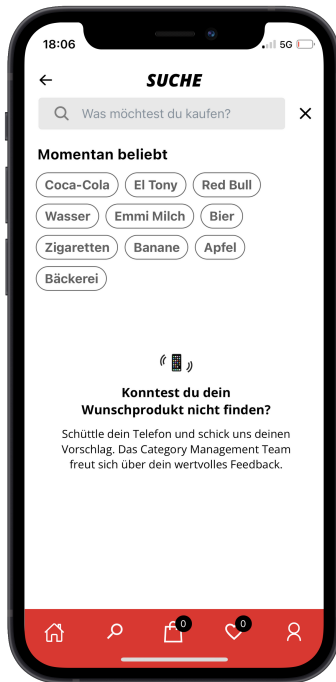 18:06
5G
SUCHE
Was möchtest du kaufen?
Momentan beliebt
Coca-Cola El Tony Red Bull
Wasser Emmi Milch Bier
Zigaretten Banane Apfel
Bäckerei
Konntest du dein
Wunschprodukt nicht finden?
Schüttle dein Telefon und schick uns deinen
Vorschlag. Das Category Management Team
freut sich über dein wertvolles Feedback.
0 0